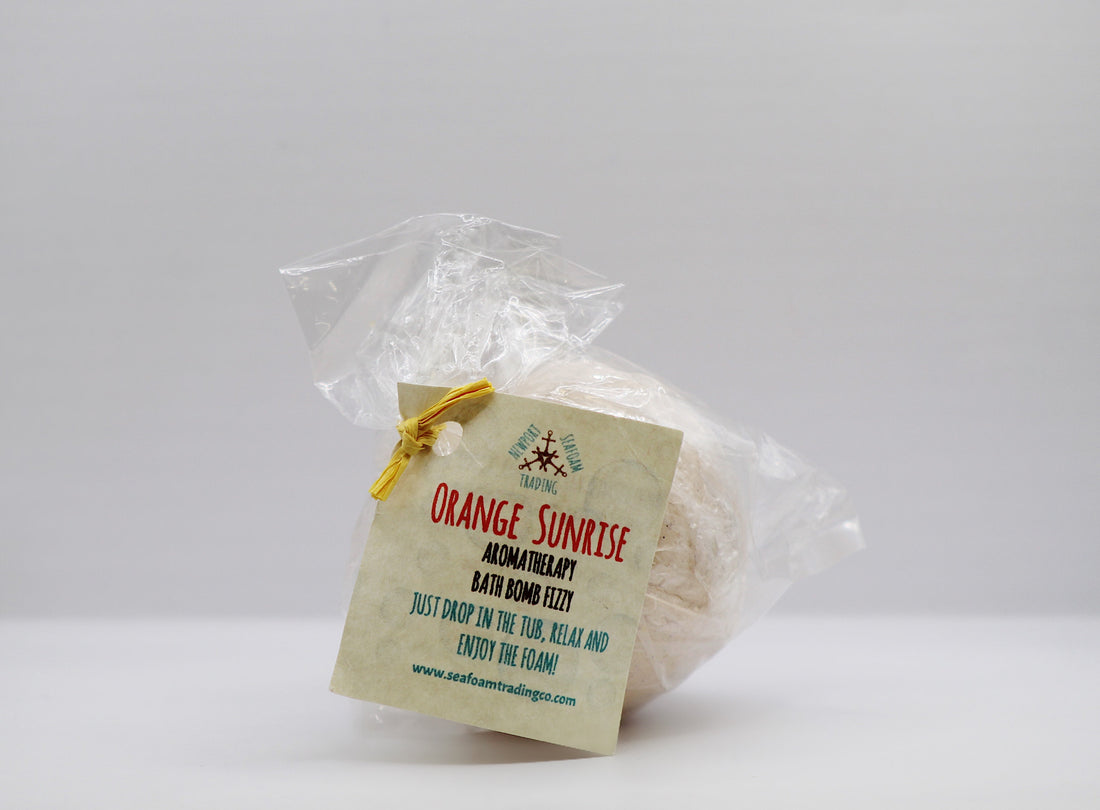 NEWPORT SEAFOAM
TRADING
ORANGE SUNRISE
AROMATHERAPY
BATH BOMB FIZZY
JUST DROP IN THE TUB, RELAX AND
ENJOY THE FOAM!
www.seafoamtradingco.com